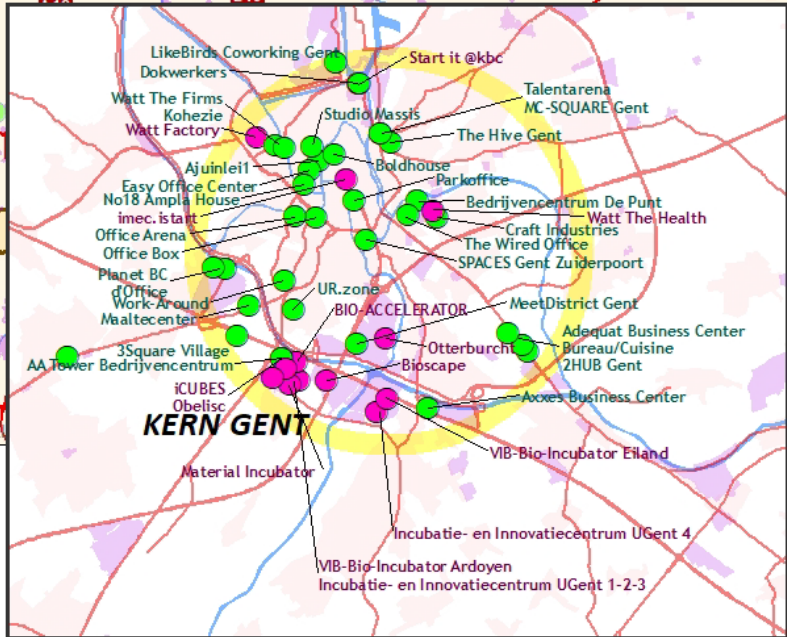 LikeBirds Coworking Gent
Start it @kbc
Dokwerkers
Talentarena
Watt The Firms
MC-SQUARE Gent
Kohezie
Studio Massis
Watt Factory
The Hive Gent
Ajuinlei1
Boldhouse
Parkoffice
Easy Office Center
No18 Ampla House
Bedrijvencentrum De Punt
imec.istart
Watt The Health
Office Arena
Craft Industries
The Wired Office
Office Box
SPACES Gent Zuiderpoort
Planet BC
d'Office
UR.zone
Work-Around
BIO-ACCELERATOR
MeetDistrict Gent
Maaltecenter
Adequat Business Center
3Square Village
Otterburcht
Bureau/Cuisine
AA Tower Bedrijvencentrum
Bioscape
2HUB Gent
iCUBES
Axxes Business Center
Obelisc
KERN GENT
VIB-Bio-Incubator Eiland
Material Incubator
Incubatie- en Innovatiecentrum UGent 4
VIB-Bio-Incubator Ardoyen
Incubatie- en Innovatiecentrum UGent 1-2-3